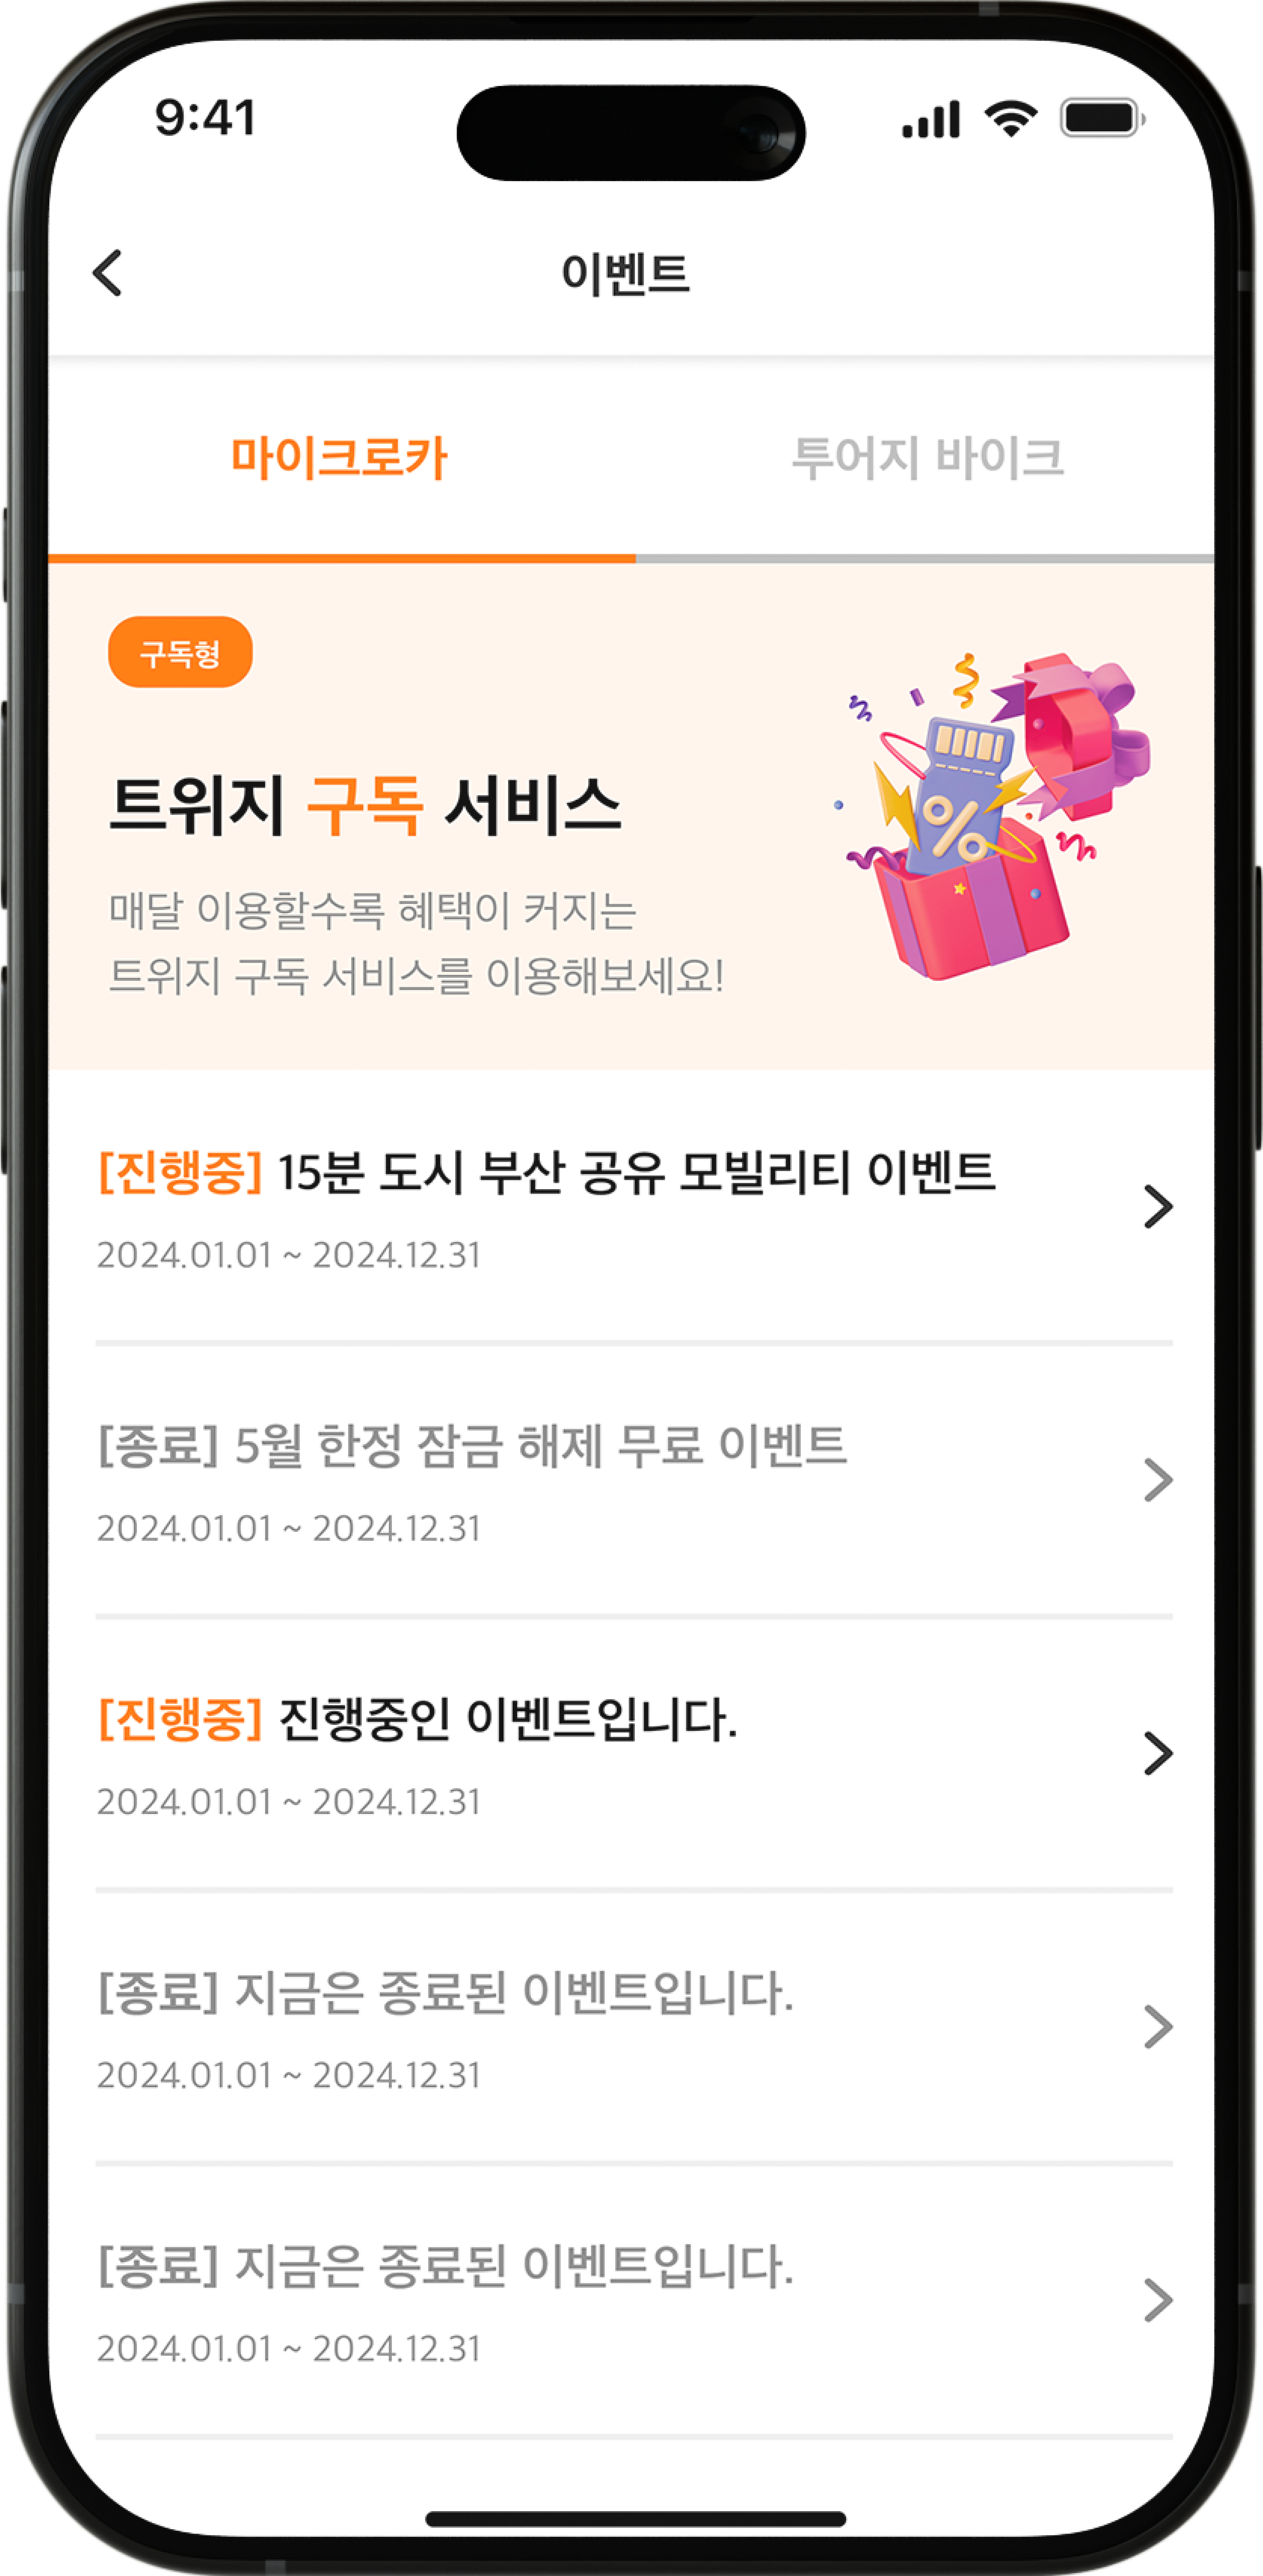 9:41
이벤트
마이크로카 투어지 바이크
구독형
트위지 구독 서비스
매달 이용할수록 혜택이 커지는
트위지 구독 서비스를 이용해보세요!
%
[진행중] 15분 도시 부산 공유 모빌리티 이벤트
2024.01.01 ~ 2024.12.31
[종료] 5월 한정 잠금 해제 무료 이벤트
2024.01.01 ~ 2024.12.31
[진행중] 진행중인 이벤트입니다.
2024.01.01 ~ 2024.12.31
[종료] 지금은 종료된 이벤트입니다.
2024.01.01 ~ 2024.12.31
[종료] 지금은 종료된 이벤트입니다.
2024.01.01 ~ 2024.12.31